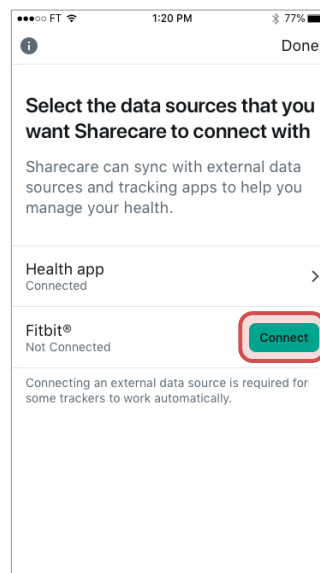 FT 1:20 PM 77%
Done
Select the data sources that you
want Sharecare to connect with
Sharecare can sync with external data
sources and tracking apps to help you
manage your health.
Health app
Connected
Fitbit®
Not Connected
Connect
Connecting an external data source is required for
some trackers to work automatically.